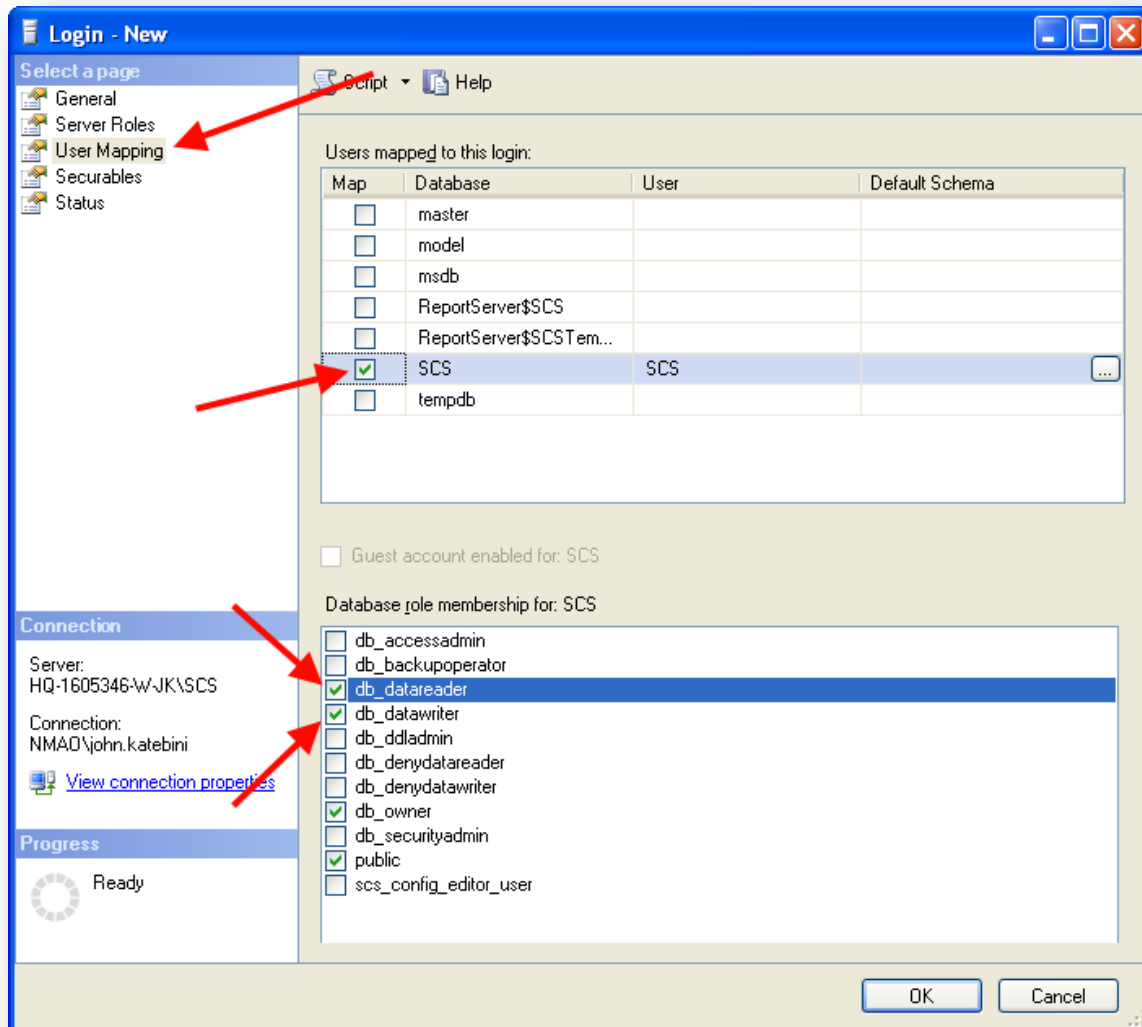 Login - New
Select a page
General
Server Roles
User Mapping
Securables
Status
Script Help
Users mapped to this login:
Map Database User Default Schema
master
model
msdb
ReportServer$SCS
ReportServer$SCSTem...
SCS SCS ...
tempdb
Guest account enabled for: SCS
Database role membership for: SCS
db_accessadmin
db_backupoperator
db_datareader
db_datawriter
db_ddladmin
db_denydatareader
db_denydatawriter
db_owner
db_securityadmin
public
scs_config_editor_user
Connection
Server:
HQ-1605346-W-JK\SCS
Connection:
NMAO\john.katebini
View connection properties
Progress
Ready
OK Cancel